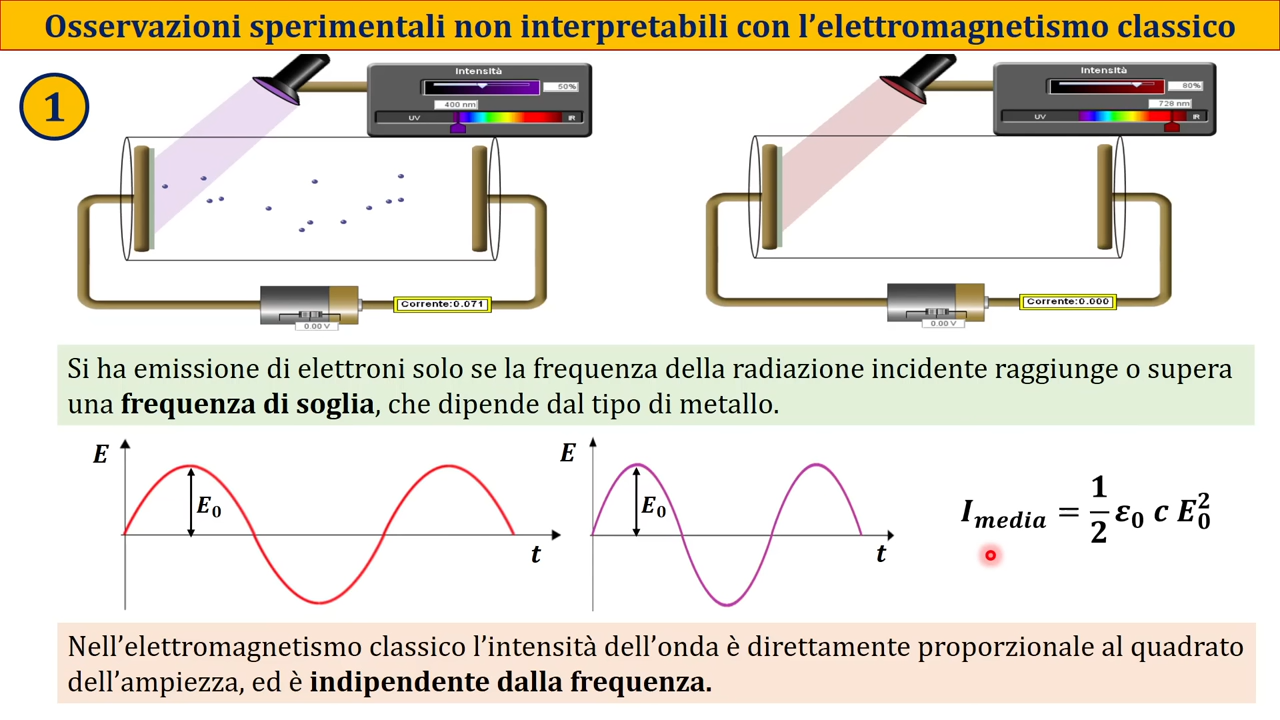 Osservazioni sperimentali non interpretabili con l'elettromagnetismo classico
1
Intensità
50%
400 nm
UV
IR
Corrente:0.071
0.00 V
Intensità
80%
728 nm
UV
IR
Corrente:0.000
0.00 V
Si ha emissione di elettroni solo se la frequenza della radiazione incidente raggiunge o supera
una frequenza di soglia, che dipende dal tipo di metallo.
E
E₀
t
E
E₀
t
I_media = 1/2 ε₀ c E₀²
Nell'elettromagnetismo classico l'intensità dell'onda è direttamente proporzionale al quadrato
dell'ampiezza, ed è indipendente dalla frequenza.